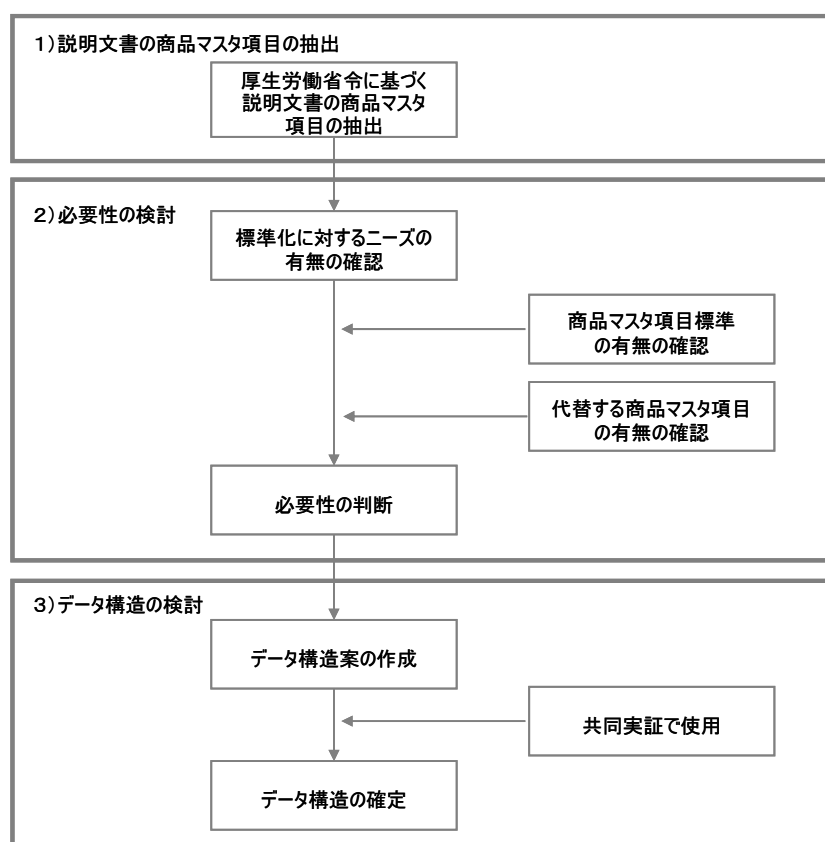 1)説明文書の商品マスタ項目の抽出
厚生労働省令に基づく
説明文書の商品マスタ
項目の抽出
2)必要性の検討
標準化に対するニーズの
有無の確認
商品マスタ項目標準
の有無の確認
代替する商品マスタ項目
の有無の確認
必要性の判断
3)データ構造の検討
データ構造案の作成
共同実証で使用
データ構造の確定